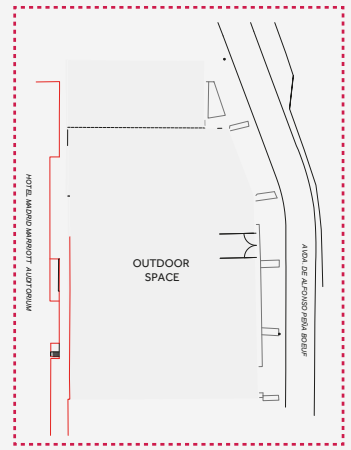 HOTEL MADRID MARRIOTT AUDITORIUM
OUTDOOR
SPACE
AVDA. DE ALFONSO PEÑA BOEUF